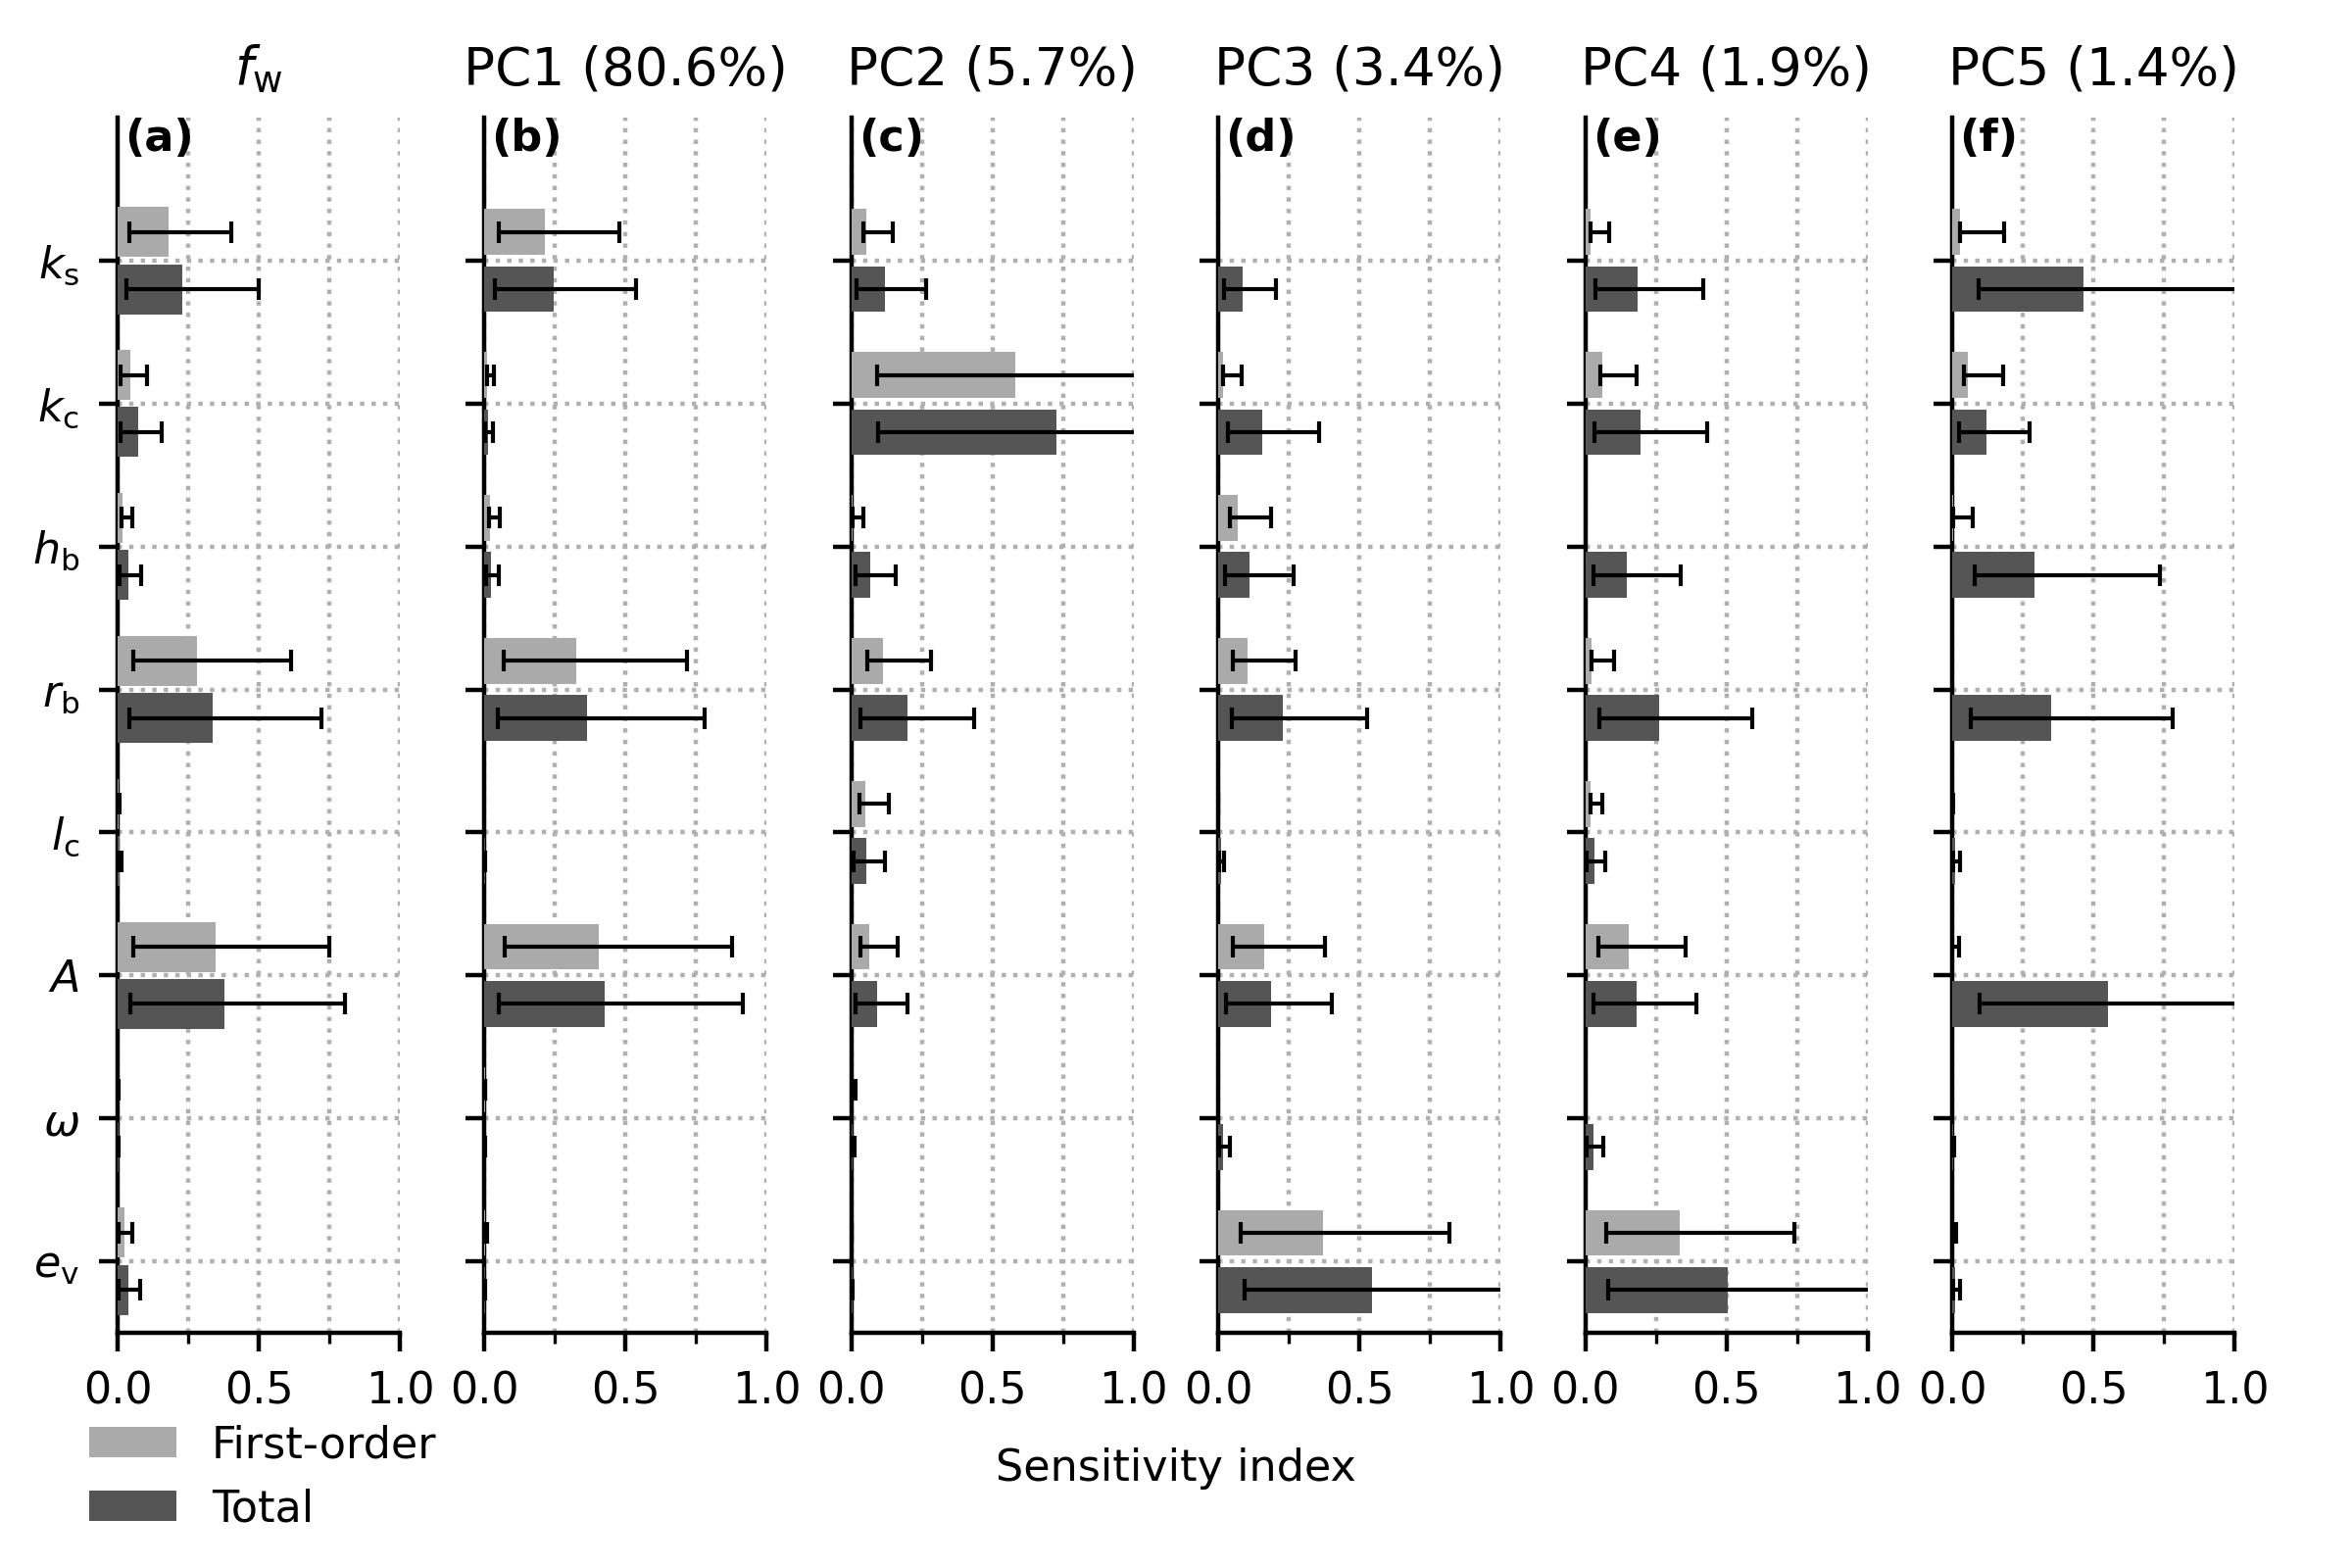 f_w PC1 (80.6%) PC2 (5.7%) PC3 (3.4%) PC4 (1.9%) PC5 (1.4%)
(a) (b) (c) (d) (e) (f)
k_s
k_c
h_b
r_b
l_c
A
ω
e_v
0.0 0.5 1.0 0.0 0.5 1.0 0.0 0.5 1.0 0.0 0.5 1.0 0.0 0.5 1.0 0.0 0.5 1.0
First-order
Sensitivity index
Total